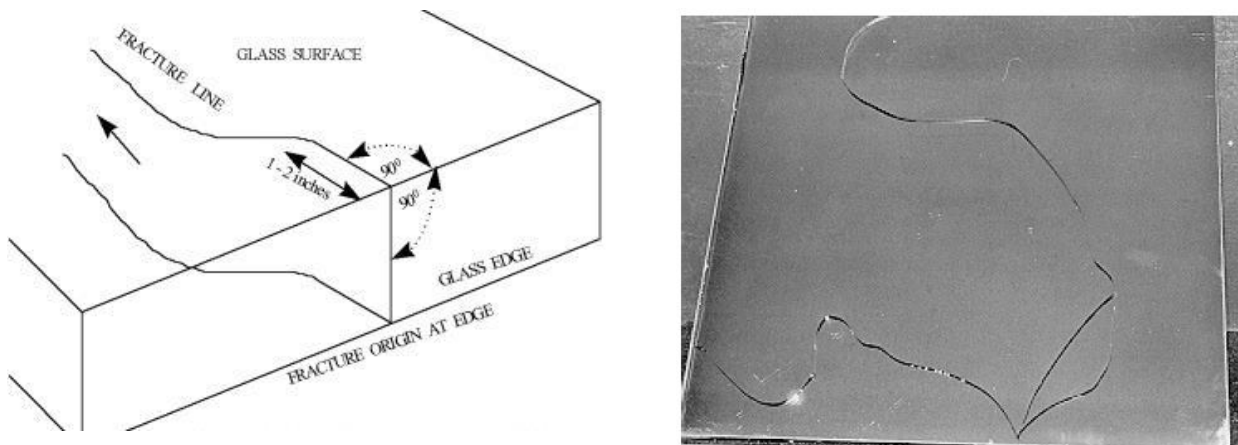 FRACTURE LINE
GLASS SURFACE
1 - 2 inches
90⁰
90⁰
GLASS EDGE
FRACTURE ORIGIN AT EDGE